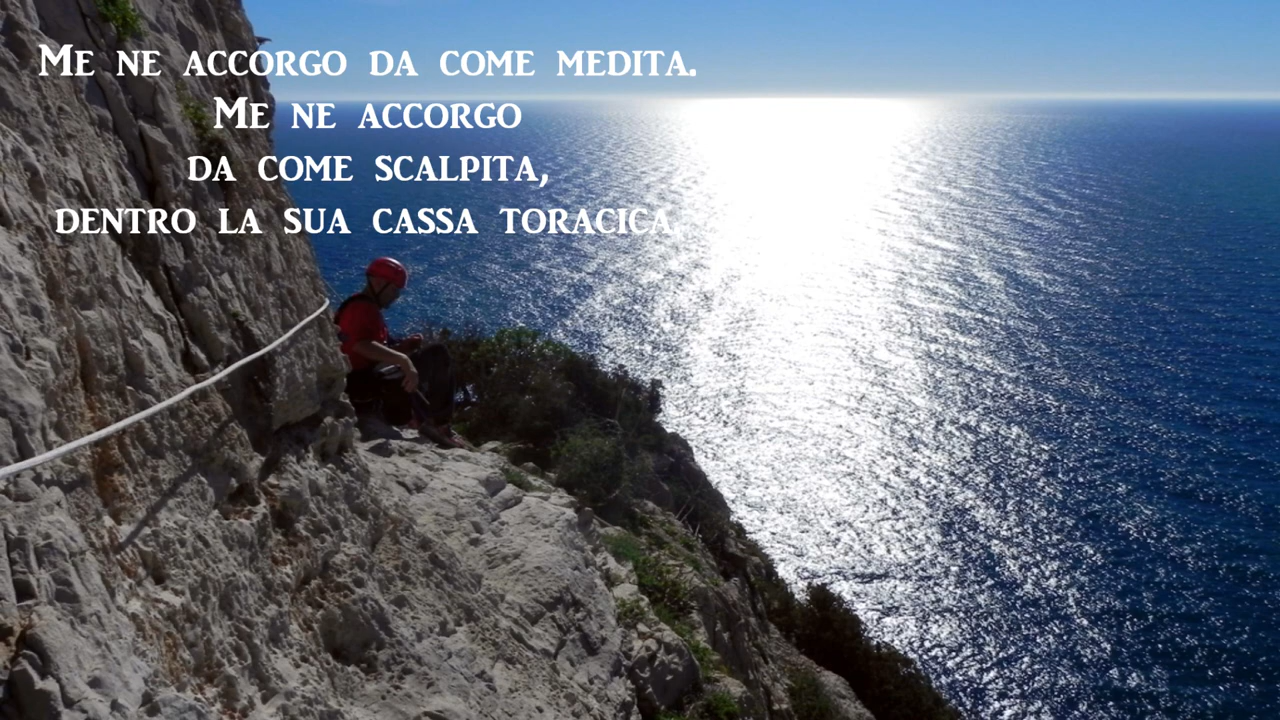 Me ne accorgo da come medita.
Me ne accorgo
da come scalpita,
dentro la sua cassa toracica.